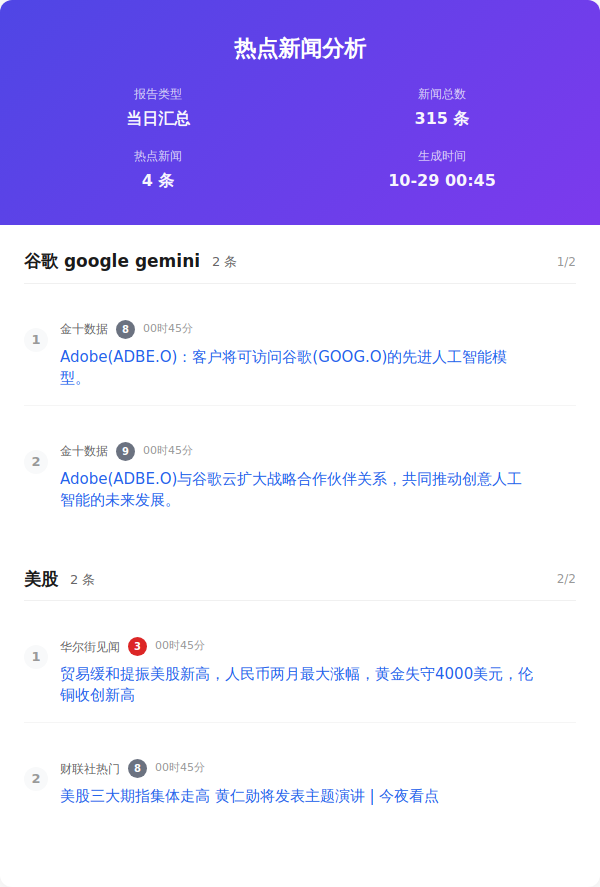 热点新闻分析
报告类型
当日汇总
新闻总数
315 条
热点新闻
4 条
生成时间
10-29 00:45
谷歌 google gemini 2 条 1/2
1
金十数据 8 00时45分
Adobe(ADBE.O)：客户将可访问谷歌(GOOG.O)的先进人工智能模
型。
2
金十数据 9 00时45分
Adobe(ADBE.O)与谷歌云扩大战略合作伙伴关系，共同推动创意人工
智能的未来发展。
美股 2 条 2/2
1
华尔街见闻 3 00时45分
贸易缓和提振美股新高，人民币两月最大涨幅，黄金失守4000美元，伦
铜收创新高
2
财联社热门 8 00时45分
美股三大期指集体走高 黄仁勋将发表主题演讲 | 今夜看点